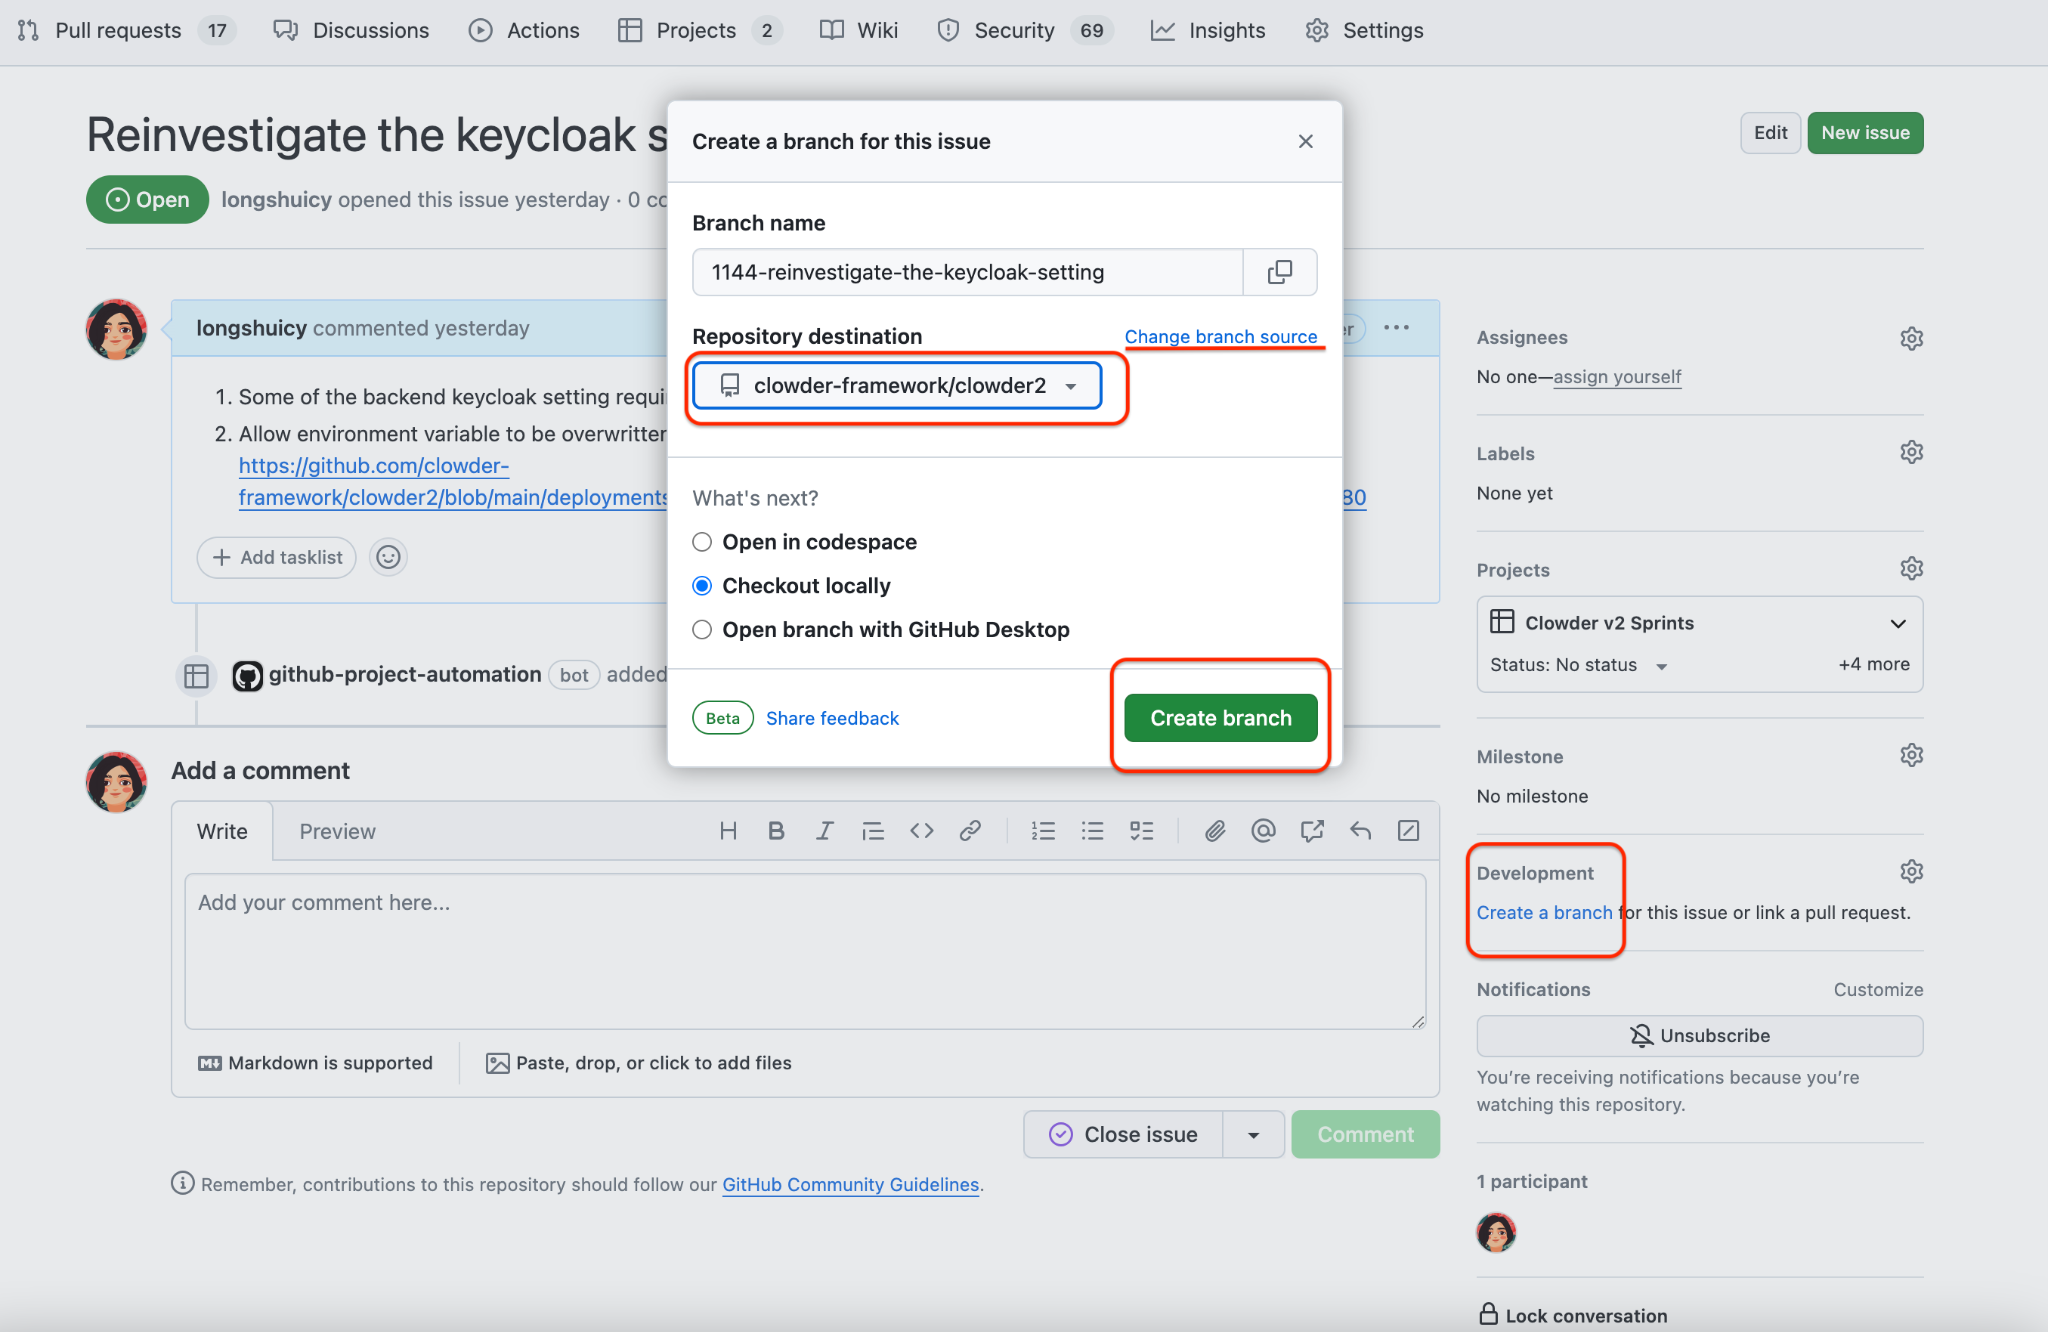 Pull requests 17 Discussions Actions Projects 2 Wiki Security 69 Insights Settings
Reinvestigate the keycloak s
Edit New issue
Open longshuicy opened this issue yesterday · 0 co
Create a branch for this issue
Branch name
1144-reinvestigate-the-keycloak-setting
Repository destination Change branch source
clowder-framework/clowder2
What's next?
Open in codespace
Checkout locally
Open branch with GitHub Desktop
Beta Share feedback Create branch
longshuicy commented yesterday
1. Some of the backend keycloak setting requi
2. Allow environment variable to be overwritten
https://github.com/clowder-
framework/clowder2/blob/main/deployments
80
Add tasklist
github-project-automation bot added
Add a comment
Write Preview
Add your comment here...
Markdown is supported Paste, drop, or click to add files
Close issue Comment
Remember, contributions to this repository should follow our GitHub Community Guidelines.
Assignees
No one—assign yourself
Labels
None yet
Projects
Clowder v2 Sprints
Status: No status +4 more
Milestone
No milestone
Development
Create a branch for this issue or link a pull request.
Notifications Customize
Unsubscribe
You’re receiving notifications because you’re
watching this repository.
1 participant
Lock conversation